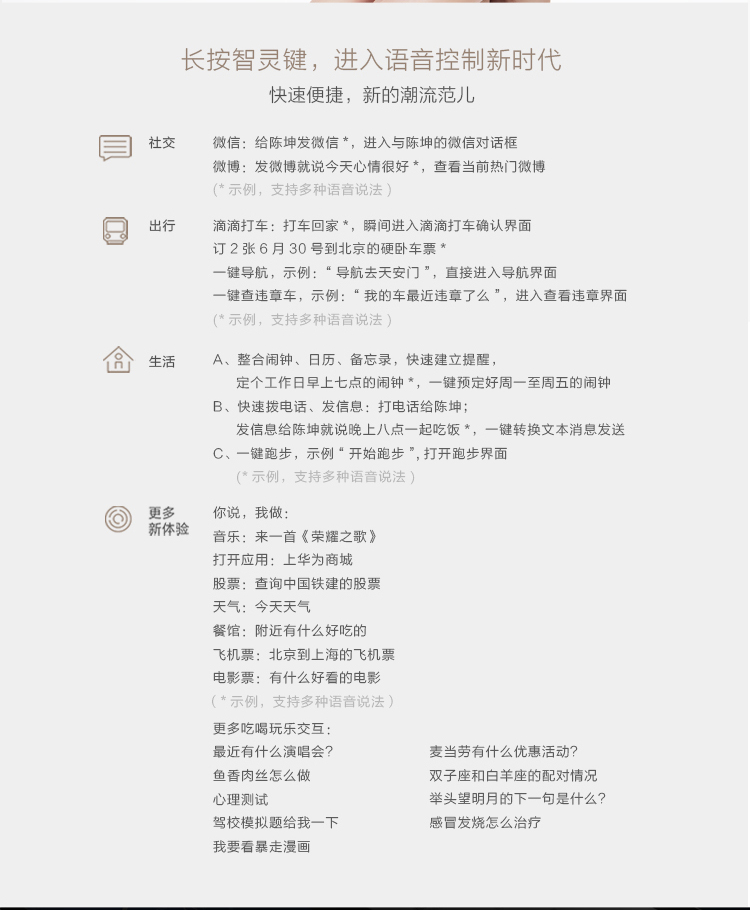 长按智灵键，进入语音控制新时代
快速便捷，新的潮流范儿
社交
微信：给陈坤发微信 *，进入与陈坤的微信对话框
微博：发微博就说今天心情很好 *，查看当前热门微博
(* 示例，支持多种语音说法 )
出行
滴滴打车：打车回家 *，瞬间进入滴滴打车确认界面
订 2 张 6 月 30 号到北京的硬卧车票 *
一键导航，示例：“ 导航去天安门 ”，直接进入导航界面
一键查违章车，示例：“ 我的车最近违章了么 ”，进入查看违章界面
(* 示例，支持多种语音说法 )
生活
A、整合闹钟、日历、备忘录，快速建立提醒，
定个工作日早上七点的闹钟 *，一键预定好周一至周五的闹钟
B、快速拨电话、发信息：打电话给陈坤；
发信息给陈坤就说晚上八点一起吃饭 *，一键转换文本消息发送
C、一键跑步，示例 “ 开始跑步 ”, 打开跑步界面
(* 示例，支持多种语音说法 )
更多
新体验
你说，我做：
音乐：来一首《 荣耀之歌 》
打开应用：上华为商城
股票：查询中国铁建的股票
天气：今天天气
餐馆：附近有什么好吃的
飞机票：北京到上海的飞机票
电影票：有什么好看的电影
( * 示例，支持多种语音说法 )
更多吃喝玩乐交互：
最近有什么演唱会?
麦当劳有什么优惠活动?
鱼香肉丝怎么做
双子座和白羊座的配对情况
心理测试
举头望明月的下一句是什么?
驾校模拟题给我一下
感冒发烧怎么治疗
我要看暴走漫画